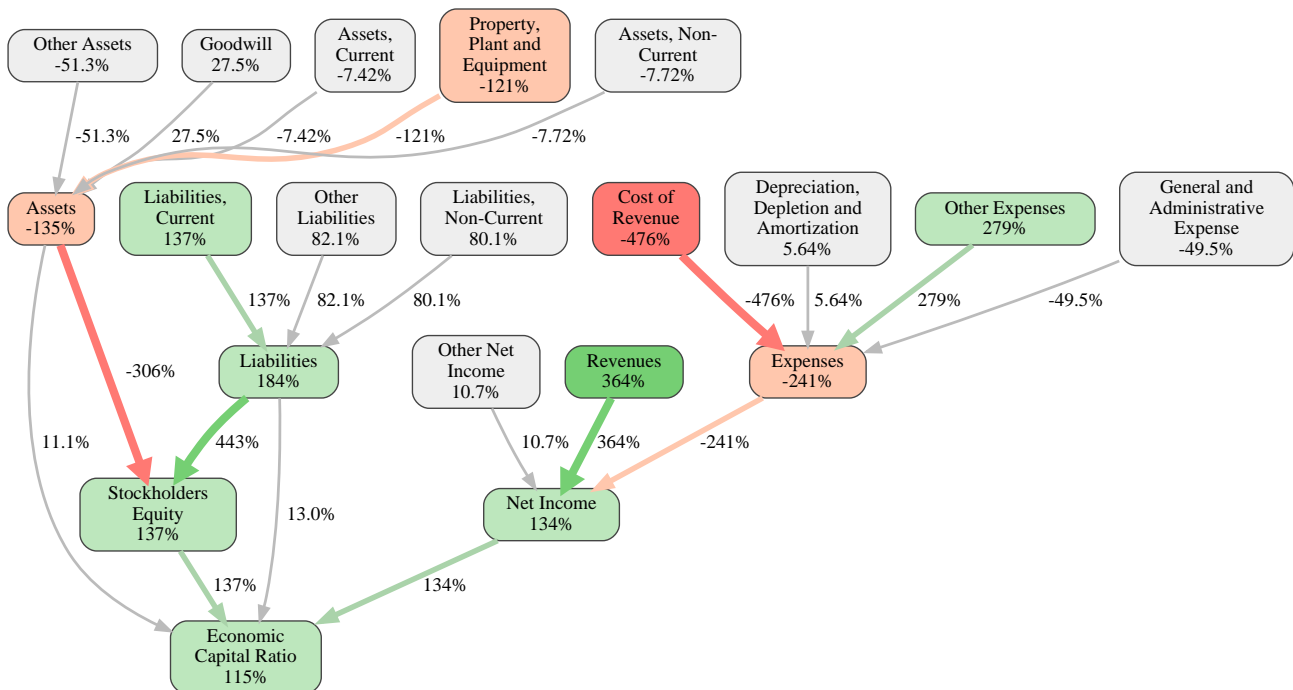 Other Assets
-51.3%
Goodwill
27.5%
Assets,
Current
-7.42%
Property,
Plant and
Equipment
-121%
Assets, Non-
Current
-7.72%
-51.3%
27.5%
-7.42%
-121%
-7.72%
Assets
-135%
Liabilities,
Current
137%
Other
Liabilities
82.1%
Liabilities,
Non-Current
80.1%
Cost of
Revenue
-476%
Depreciation,
Depletion and
Amortization
5.64%
Other Expenses
279%
General and
Administrative
Expense
-49.5%
137%
82.1%
80.1%
-476%
5.64%
279%
-49.5%
-306%
Liabilities
184%
Other Net
Income
10.7%
Revenues
364%
Expenses
-241%
11.1%
443%
10.7%
364%
-241%
Stockholders
Equity
137%
13.0%
Net Income
134%
137%
134%
Economic
Capital Ratio
115%